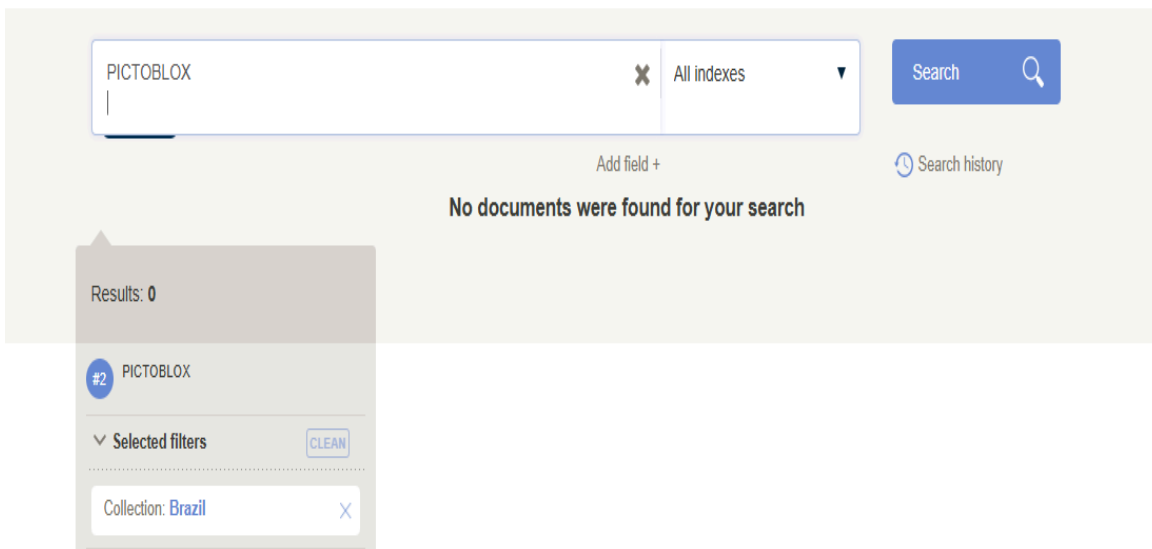 PICTOBLOX
All indexes
Search
Add field +
Search history
No documents were found for your search
Results: 0
#2 PICTOBLOX
Selected filters
CLEAN
Collection: Brazil